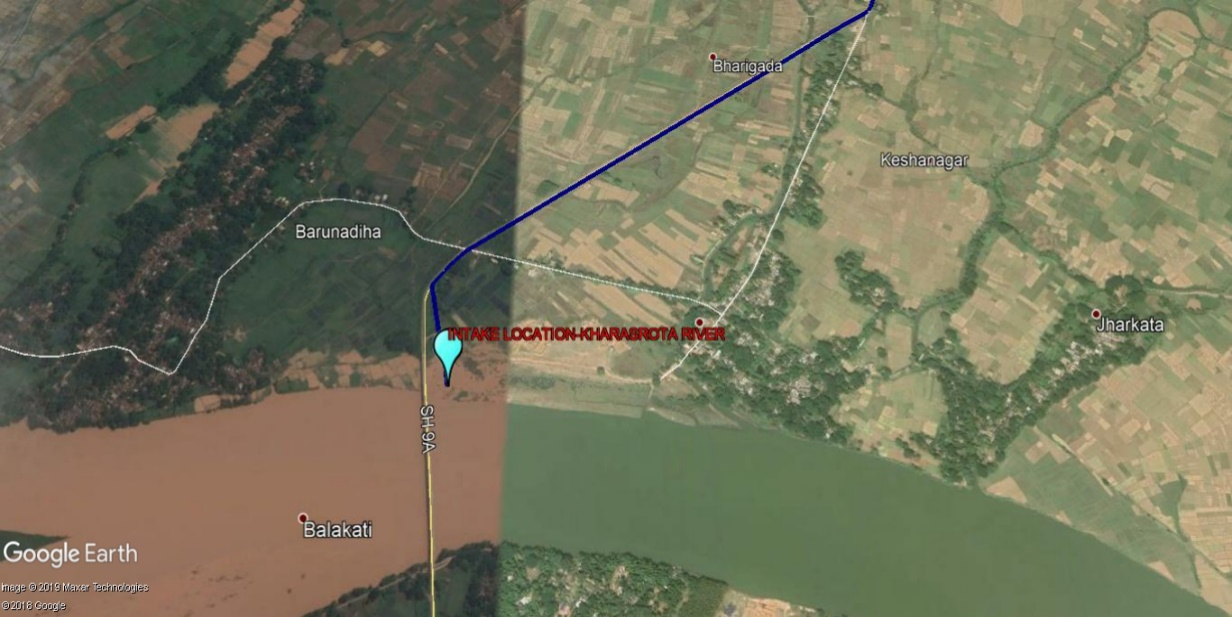 Bharigada
Keshanagar
Barunadiha
INTAKE LOCATION-KHARASROTA RIVER
Jharkata
SH 9A
Balakati
Google Earth
Image © 2019 Maxar Technologies
©2018 Google